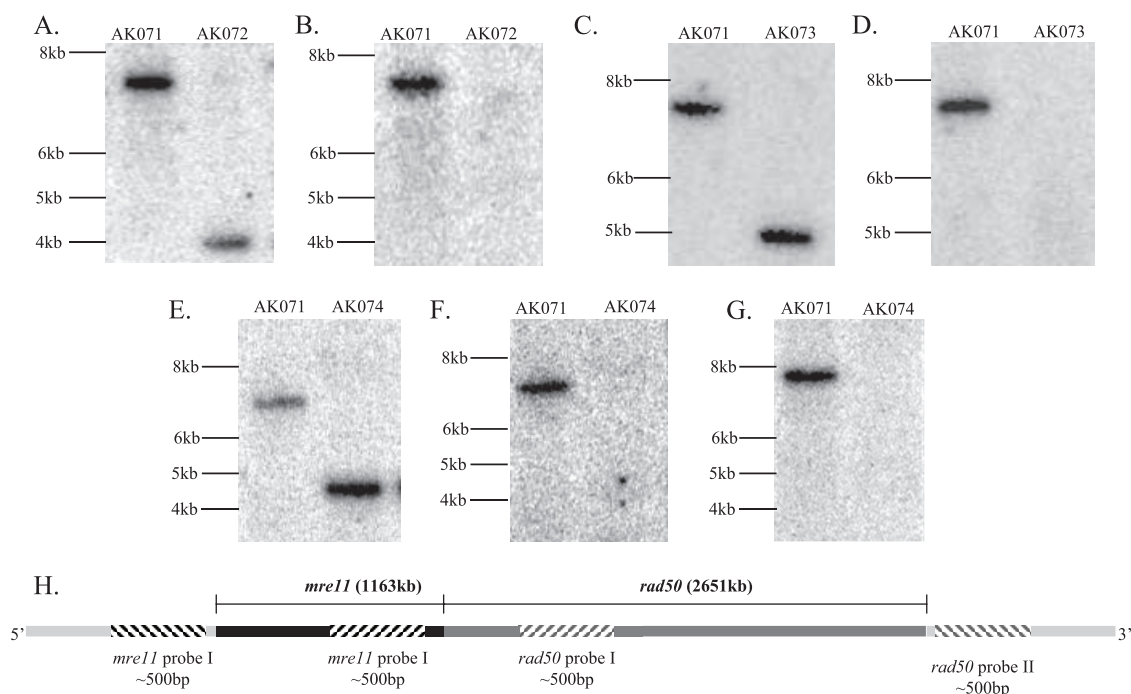 A. AK071 AK072
8kb
6kb
5kb
4kb
B. AK071 AK072
8kb
6kb
5kb
4kb
C. AK071 AK073
8kb
6kb
5kb
D. AK071 AK073
8kb
6kb
5kb
E. AK071 AK074
8kb
6kb
5kb
4kb
F. AK071 AK074
8kb
6kb
5kb
4kb
G. AK071 AK074
8kb
6kb
5kb
4kb
H.
mre11 (1163kb) rad50 (2651kb)
5’ 3’
mre11 probe I mre11 probe I rad50 probe I rad50 probe II
~500bp ~500bp ~500bp ~500bp